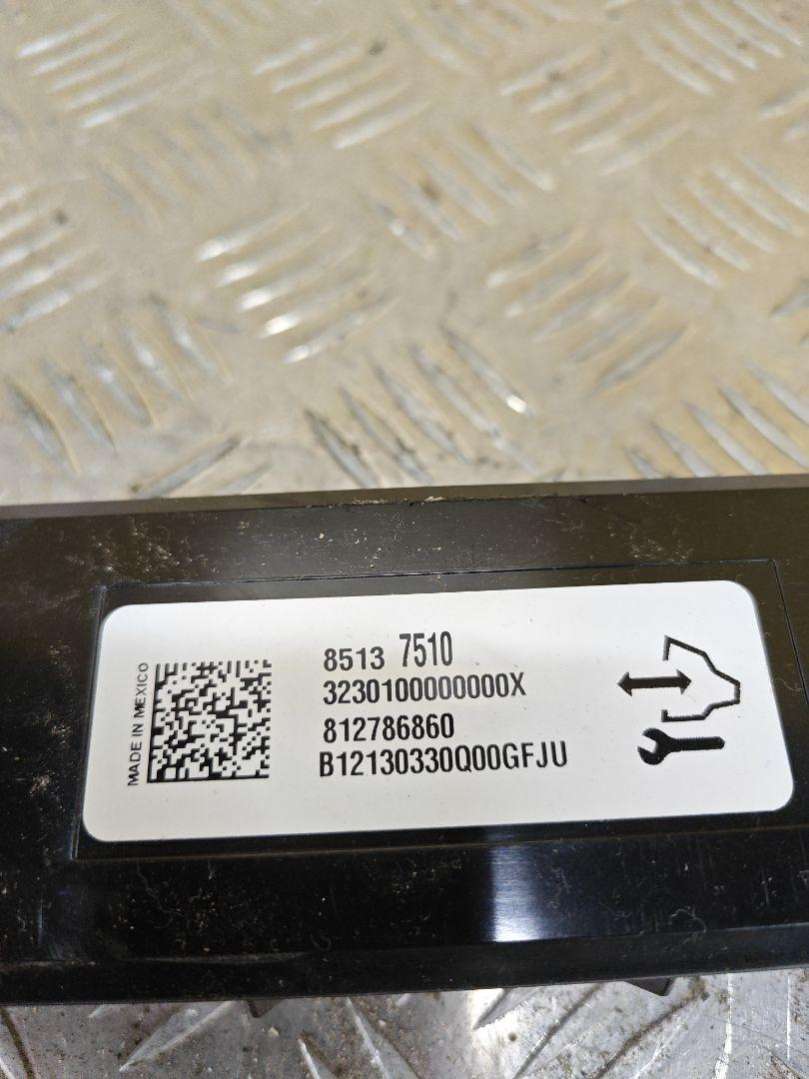 MADE IN MEXICO
8513 7510
3230100000000X
812786860
B12130330Q00GFJU